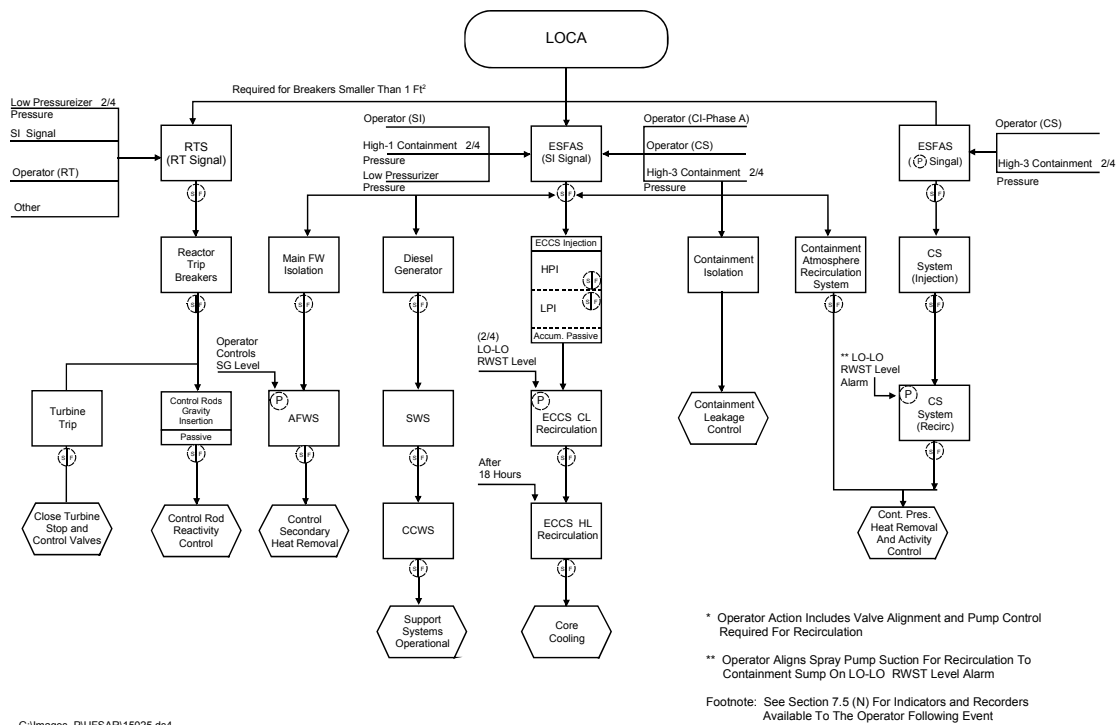 LOCA
Required for Breakers Smaller Than 1 Ft²
Low Pressureizer 2/4
Pressure
SI Signal
Operator (RT)
Other
RTS
(RT Signal)
Operator (SI)
High-1 Containment 2/4
Pressure
Low Pressurizer
Pressure
ESFAS
(SI Signal)
Operator (CI-Phase A)
Operator (CS)
High-3 Containment 2/4
Pressure
ESFAS
(P Singal)
Operator (CS)
High-3 Containment 2/4
Pressure
S F
S F
S F
Reactor
Trip
Breakers
Main FW
Isolation
Diesel
Generator
ECCS Injection
HPI
S F
S F
LPI
Accum. Passive
Containment
Isolation
Containment
Atmosphere
Recirculation
System
CS
System
(Injection)
S F
S F
S F
S F
S F
Operator
Controls
SG Level
(2/4)
LO-LO
RWST Level
** LO-LO
RWST Level
Alarm
Turbine
Trip
Control Rods
Gravity
Insertion
Passive
P
AFWS
SWS
P
ECCS CL
Recirculation
Containment
Leakage
Control
P
CS
System
(Recirc)
S F
S F
S F
S F
S F
S F
After
18 Hours
Close Turbine
Stop and
Control Valves
Control Rod
Reactivity
Control
Control
Secondary
Heat Removal
CCWS
ECCS HL
Recirculation
Cont. Pres.
Heat Removal
And Activity
Control
S F
S F
Support
Systems
Operational
Core
Cooling
* Operator Action Includes Valve Alignment and Pump Control
Required For Recirculation
** Operator Aligns Spray Pump Suction For Recirculation To
Containment Sump On LO-LO RWST Level Alarm
Footnote: See Section 7.5 (N) For Indicators and Recorders
Available To The Operator Following Event